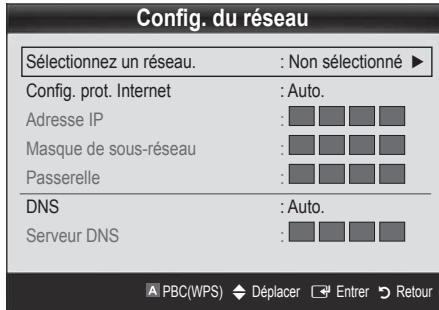 Config. du réseau
Sélectionnez un réseau. : Non sélectionné ▶
Config. prot. Internet : Auto.
Adresse IP :
Masque de sous-réseau :
Passerelle :
DNS : Auto.
Serveur DNS :
A PBC(WPS) Déplacer Entrer Retour